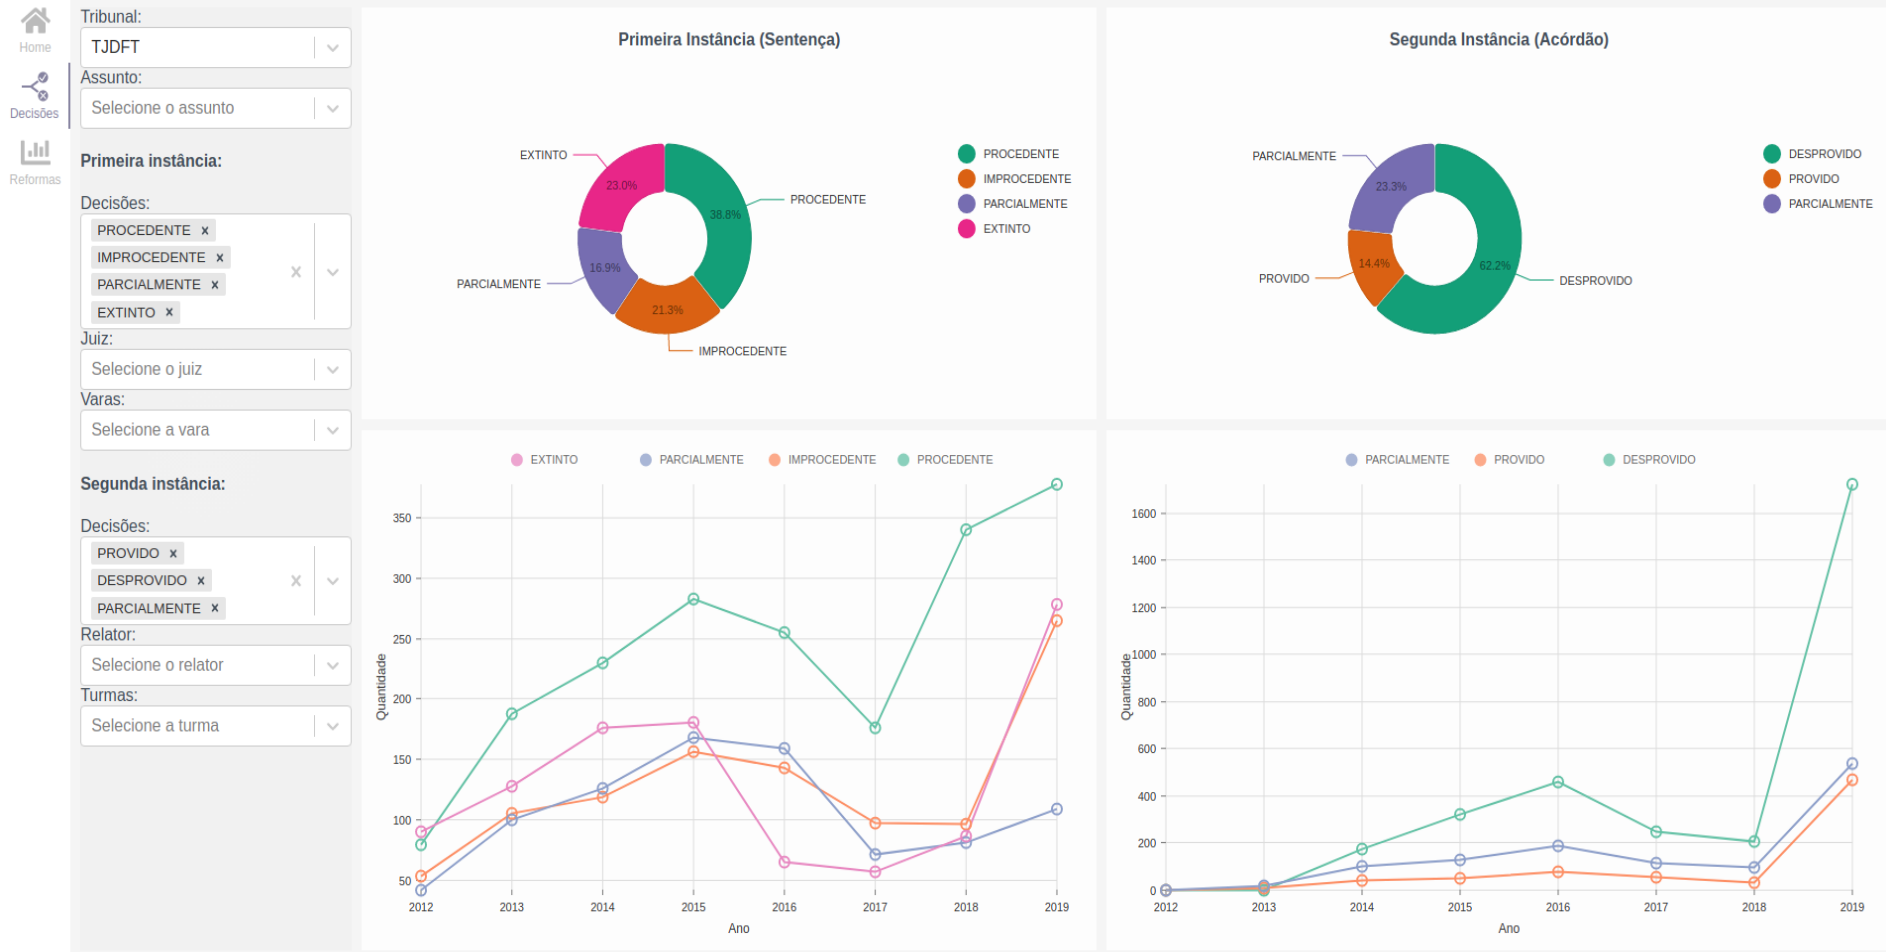 Home
Decisões
Reformas
Tribunal:
TJDFT
Assunto:
Selecione o assunto
Primeira instância:
Decisões:
PROCEDENTE x
IMPROCEDENTE x
PARCIALMENTE x
EXTINTO x
Juiz:
Selecione o juiz
Varas:
Selecione a vara
Segunda instância:
Decisões:
PROVIDO x
DESPROVIDO x
PARCIALMENTE x
Relator:
Selecione o relator
Turmas:
Selecione a turma
Primeira Instância (Sentença)
EXTINTO
23.0%
38.8%
PROCEDENTE
16.9%
PARCIALMENTE
21.3%
IMPROCEDENTE
PROCEDENTE
IMPROCEDENTE
PARCIALMENTE
EXTINTO
Segunda Instância (Acórdão)
PARCIALMENTE
23.3%
14.4%
PROVIDO
62.2%
DESPROVIDO
DESPROVIDO
PROVIDO
PARCIALMENTE
EXTINTO PARCIALMENTE IMPROCEDENTE PROCEDENTE
350
300
250
200
150
100
50
Quantidade
2012 2013 2014 2015 2016 2017 2018 2019
Ano
PARCIALMENTE PROVIDO DESPROVIDO
1600
1400
1200
1000
800
600
400
200
0
Quantidade
2012 2013 2014 2015 2016 2017 2018 2019
Ano